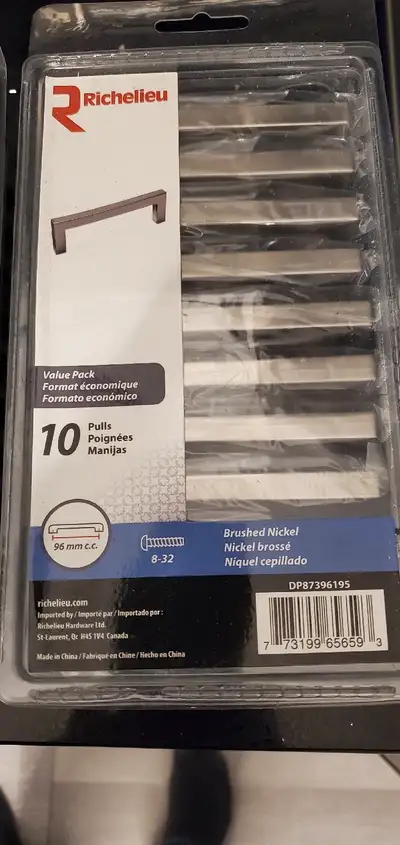 Richelieu
Value Pack
Format économique
Formato económico
10 Pulls
Poignées
Manijas
96 mm c.c.
8-32
Brushed Nickel
Nickel brossé
Níquel cepillado
DP87396195
richelieu.com
Imported by / Importé par / Importado por :
Richelieu Hardware Ltd.
St-Laurent, Qc H4S 1V4 Canada
Made in China / Fabriqué en Chine / Hecho en China
7 73199 65659 3